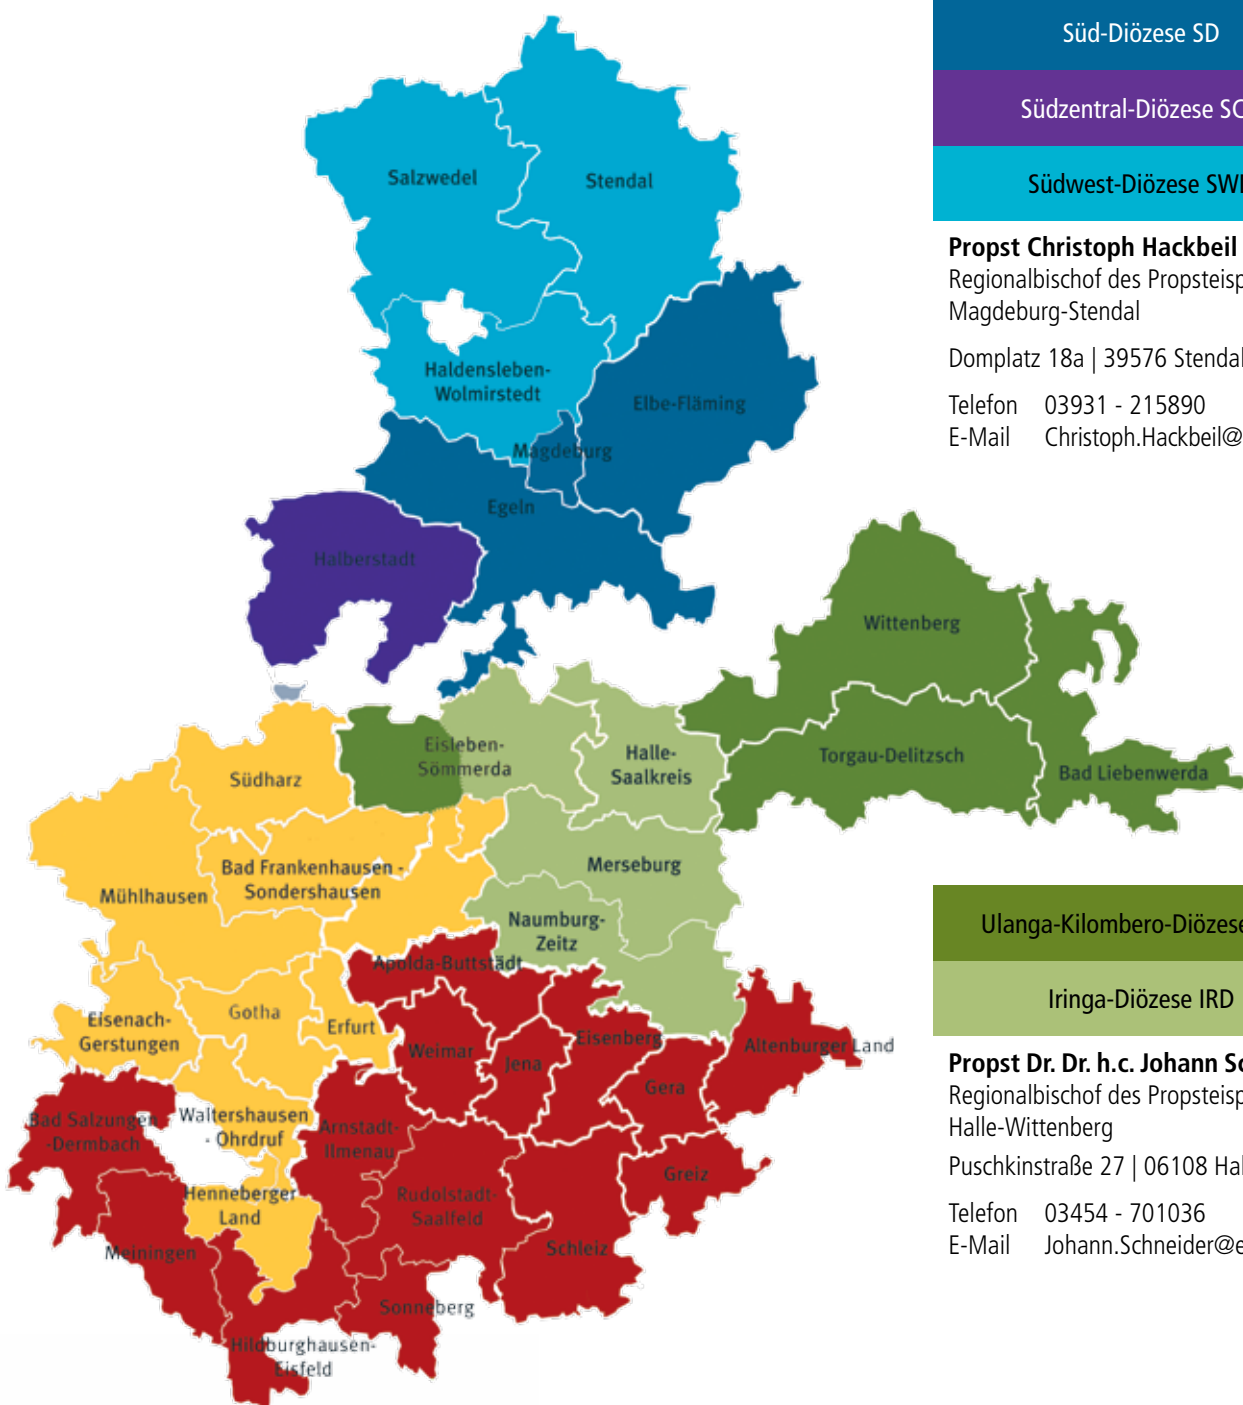 Süd-Diözese SD
Südzentral-Diözese
Südwest-Diözese
Propst Christoph Hackbeil
Regionalbischof des
Magdeburg-Stendal
Domplatz 18a | 39576 Stendal
Telefon 03931 - 215890
E-Mail Christoph.Hackbeil@
Salzwedel
Stendal
Haldensleben-
Wolmirstedt
Elbe-Fläming
Magdeburg
Egeln
Halberstadt
Wittenberg
Eisleben-
Sömmerda
Halle-
Saalkreis
Torgau-Delitzsch
Bad Liebenwerda
Südharz
Bad Frankenhausen -
Sondershausen
Mühlhausen
Merseburg
Naumburg-
Zeitz
Apolda-Buttstädt
Gotha
Eisenach-
Gerstungen
Erfurt
Weimar
Jena
Eisenberg
Altenburger Land
Gera
Bad Salzungen
-Dermbach
Waltershausen
- Ohrdruf
Arnstadt-
Ilmenau
Greiz
Henneberger
Land
Rudolstadt-
Saalfeld
Meiningen
Schleiz
Sonneberg
Hildburghausen-
Eisfeld
Ulanga-Kilombero-Diözese
Iringa-Diözese IRD
Propst Dr. Dr. h.c. Johann
Regionalbischof des
Halle-Wittenberg
Puschkinstraße 27 | 06108
Telefon 03454 - 701036
E-Mail Johann.Schneider@